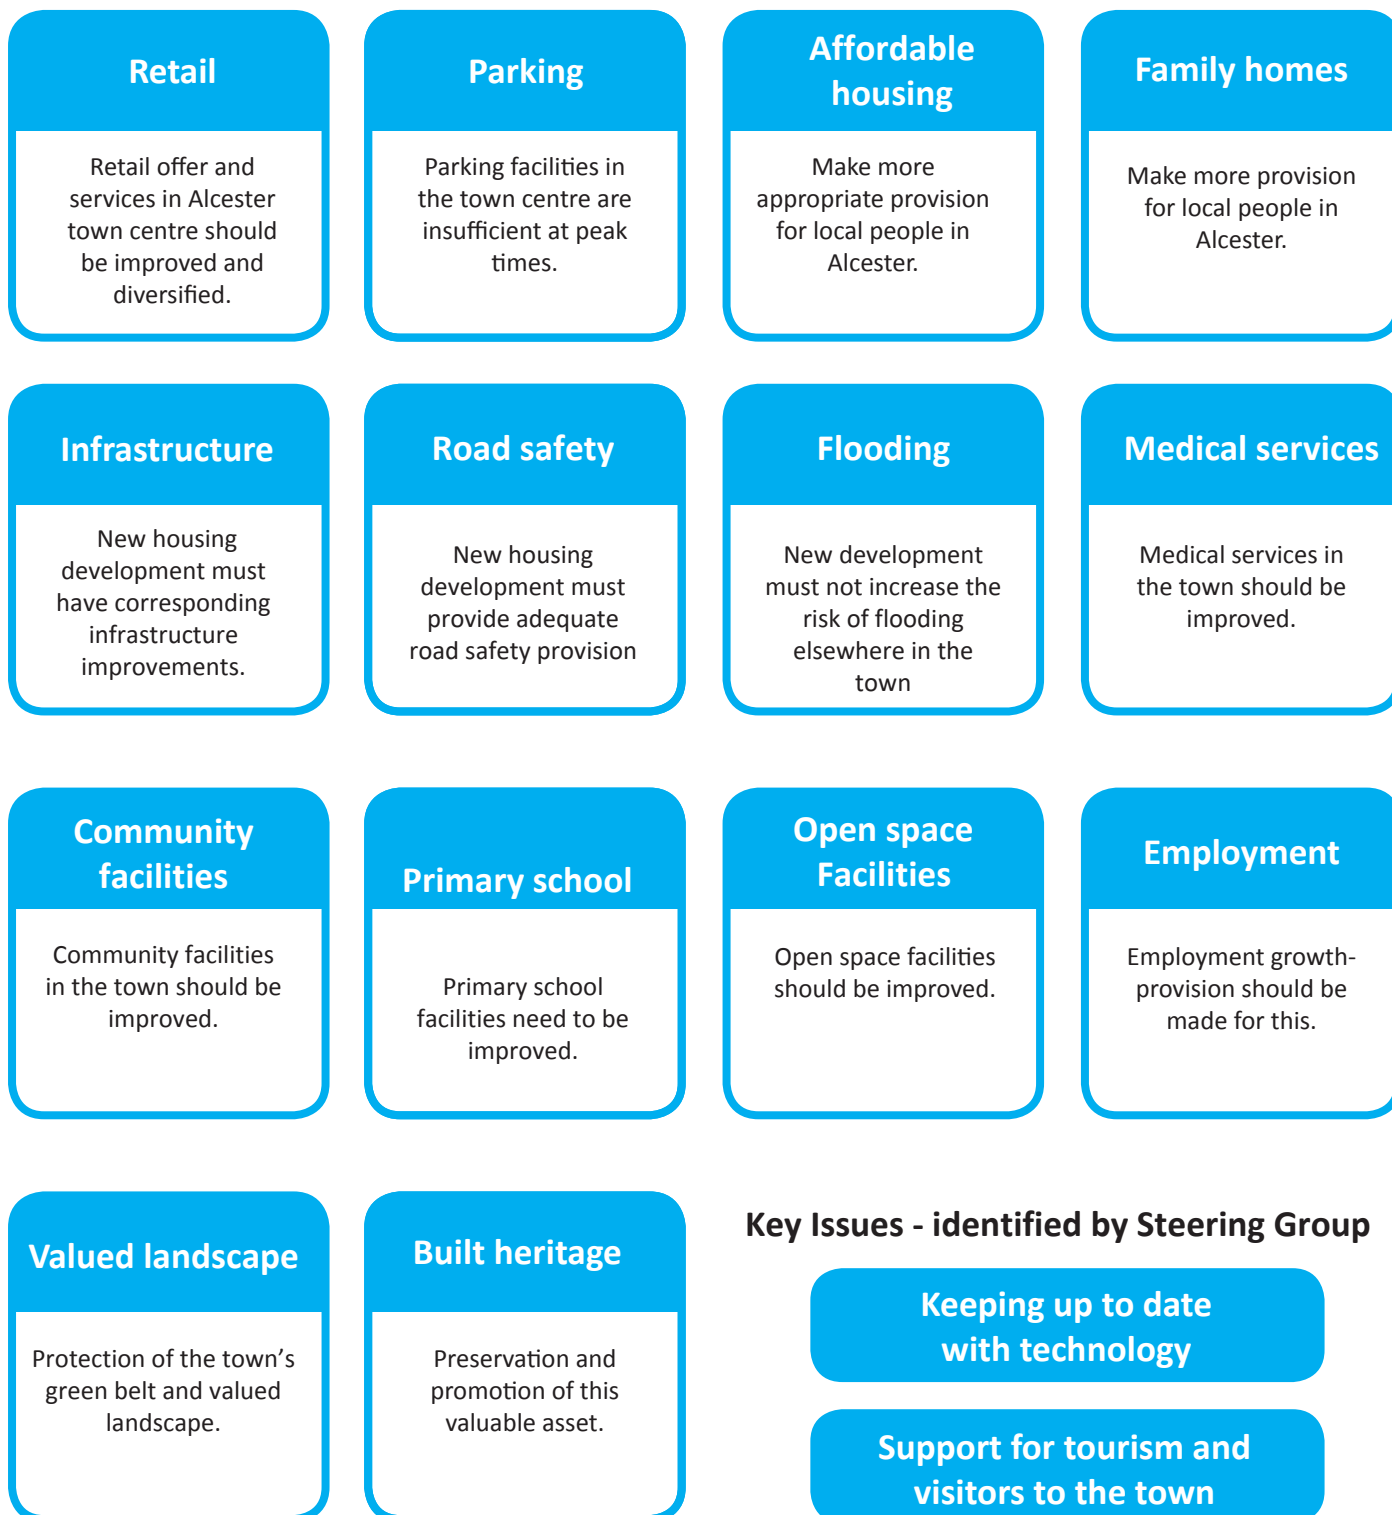 Retail
Retail offer and
services in Alcester
town centre should
be improved and
diversified.
Parking
Parking facilities in
the town centre are
insufficient at peak
times.
Affordable
housing
Make more
appropriate provision
for local people in
Alcester.
Family homes
Make more provision
for local people in
Alcester.
Infrastructure
New housing
development must
have corresponding
infrastructure
improvements.
Road safety
New housing
development must
provide adequate
road safety provision
Flooding
New development
must not increase the
risk of flooding
elsewhere in the
town
Medical services
Medical services in
the town should be
improved.
Community
facilities
Community facilities
in the town should be
improved.
Primary school
Primary school
facilities need to be
improved.
Open space
Facilities
Open space facilities
should be improved.
Employment
Employment growth-
provision should be
made for this.
Valued landscape
Protection of the town’s
green belt and valued
landscape.
Built heritage
Preservation and
promotion of this
valuable asset.
Key Issues - identified by Steering Group
Keeping up to date
with technology
Support for tourism and
visitors to the town